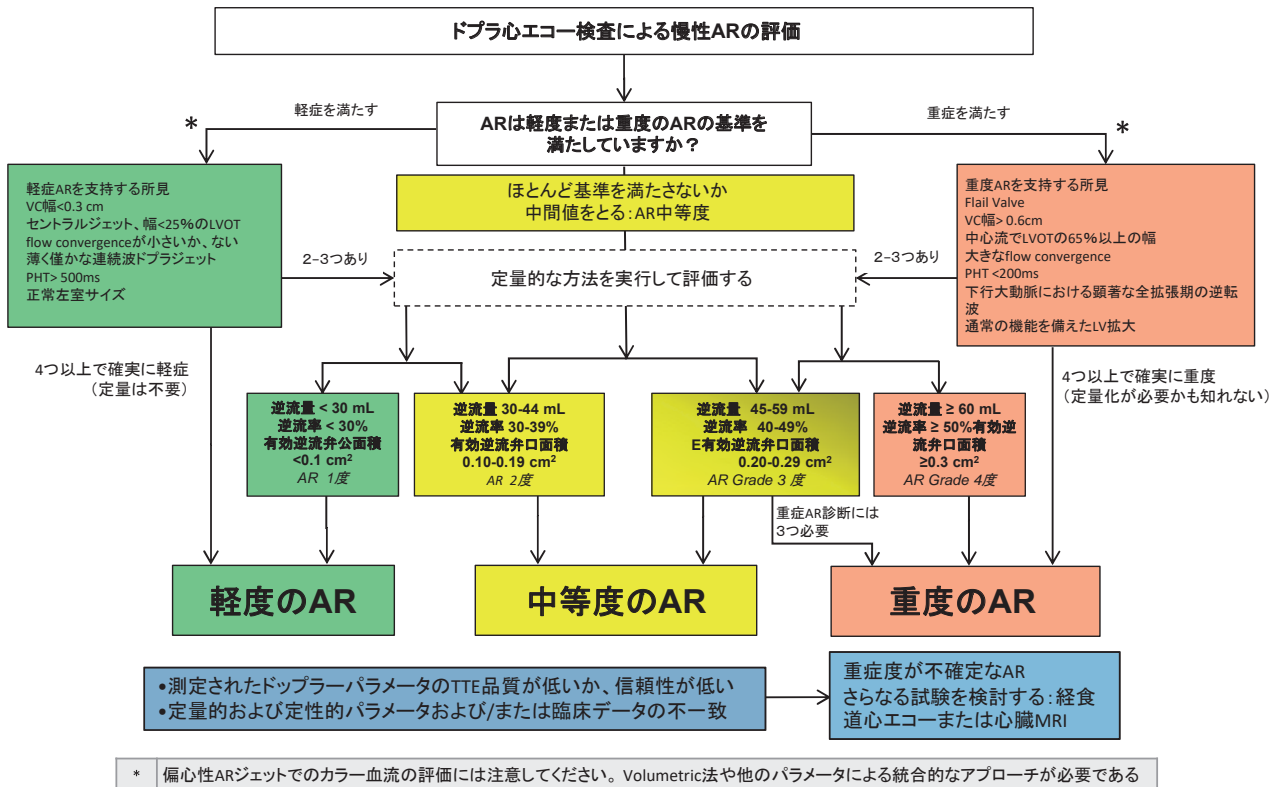 ドプラ心エコー検査による慢性ARの評価
軽症を満たす
*
ARは軽度または重度のARの基準を
満たしていますか？
重症を満たす
*
軽症ARを支持する所見
VC幅<0.3 cm
セントラルジェット、幅<25%のLVOT
flow convergenceが小さいか、ない
薄く僅かな連続波ドプラジェット
PHT> 500ms
正常左室サイズ
ほとんど基準を満たさないか
中間値をとる：AR中等度
重度ARを支持する所見
Flail Valve
VC幅> 0.6cm
中心流でLVOTの65%以上の幅
大きなflow convergence
PHT <200ms
下行大動脈における顕著な全拡張期の逆転
波
通常の機能を備えたLV拡大
2-3つあり
定量的な方法を実行して評価する
2-3つあり
4つ以上で確実に軽症
（定量は不要）
4つ以上で確実に重度
（定量化が必要かも知れない）
逆流量 < 30 mL
逆流率 < 30%
有効逆流弁公面積
<0.1 cm²
AR 1度
逆流量 30-44 mL
逆流率 30-39%
有効逆流弁口面積
0.10-0.19 cm²
AR 2度
逆流量 45-59 mL
逆流率 40-49%
E有効逆流弁口面積
0.20-0.29 cm²
AR Grade 3 度
逆流量 ≥ 60 mL
逆流率 ≥ 50%有効逆
流弁口面積
≥0.3 cm²
AR Grade 4度
重症AR診断には
３つ必要
軽度のAR
中等度のAR
重度のAR
•測定されたドップラーパラメータのTTE品質が低いか、信頼性が低い
•定量的および定性的パラメータおよび/または臨床データの不一致
重症度が不確定なAR
さらなる試験を検討する：経食
道心エコーまたは心臓MRI
* 偏心性ARジェットでのカラー血流の評価には注意してください。Volumetric法や他のパラメータによる統合的なアプローチが必要である